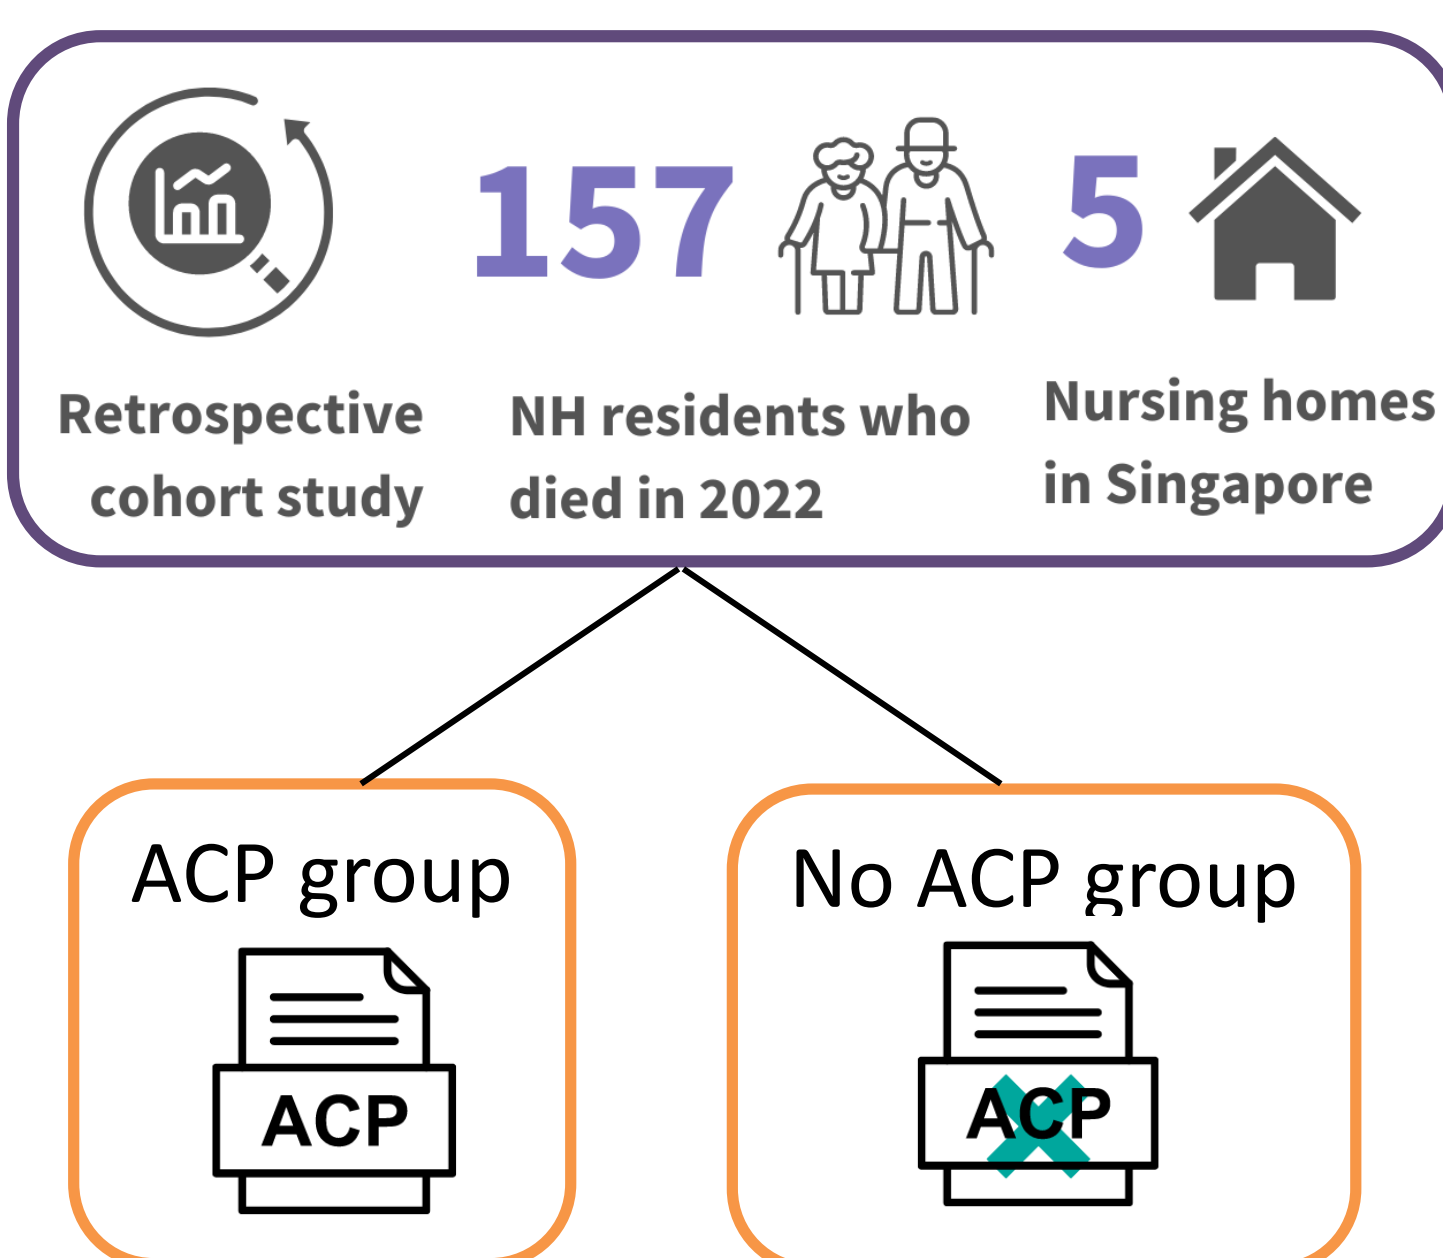 157
5
Retrospective
cohort study
NH residents who
died in 2022
Nursing homes
in Singapore
ACP group
ACP
No ACP group
ACP